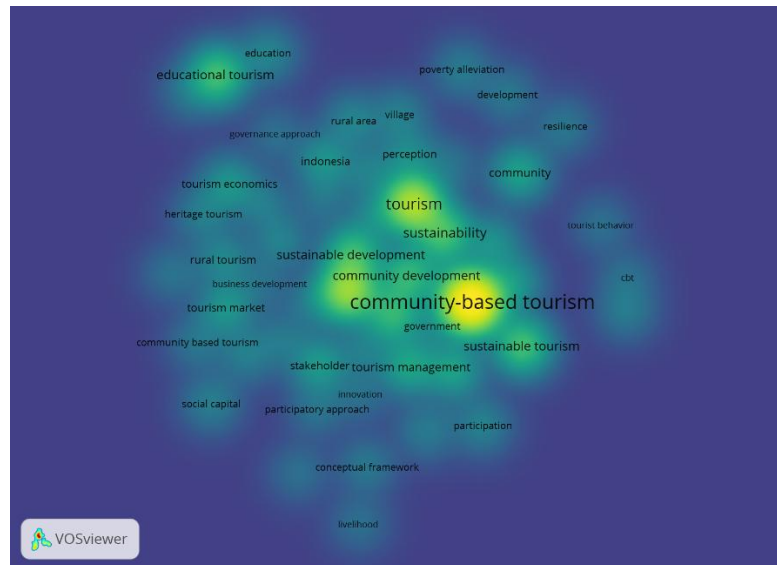 education
educational tourism
poverty alleviation
development
village
rural area
resilience
governance approach
perception
indonesia
community
tourism economics
tourism
heritage tourism
tourist behavior
sustainability
sustainable development
rural tourism
community development
cbt
business development
community-based tourism
tourism market
government
community based tourism
sustainable tourism
stakeholder
tourism management
innovation
social capital
participatory approach
participation
conceptual framework
livelihood
VOSviewer